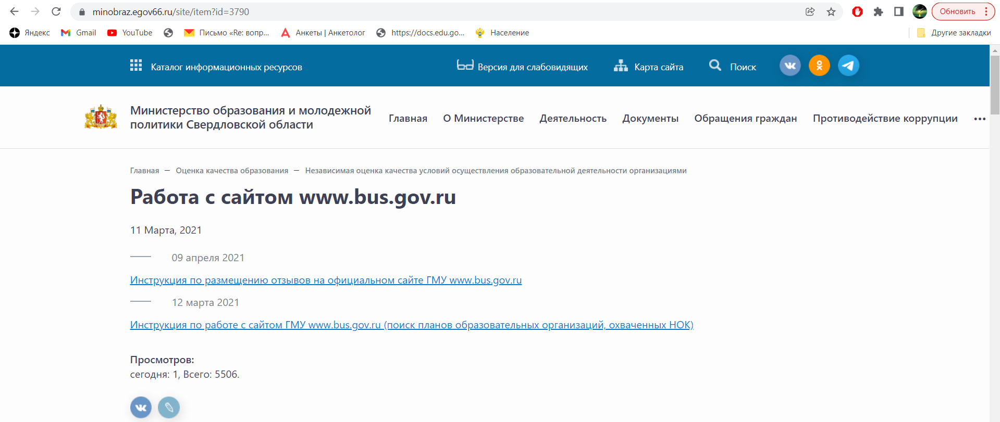 minobraz.egov66.ru/site/item?id=3790
Обновить
Яндекс
Gmail
YouTube
Письмо «Re: вопр...
Анкеты | Анкетолог
https://docs.edu.go...
Население
Другие закладки
Каталог информационных ресурсов
Версия для слабовидящих
Карта сайта
Поиск
Министерство образования и молодежной
политики Свердловской области
Главная
О Министерстве
Деятельность
Документы
Обращения граждан
Противодействие коррупции
Главная — Оценка качества образования — Независимая оценка качества условий осуществления образовательной деятельности организациями
Работа с сайтом www.bus.gov.ru
11 Марта, 2021
09 апреля 2021
Инструкция по размещению отзывов на официальном сайте ГМУ www.bus.gov.ru
12 марта 2021
Инструкция по работе с сайтом ГМУ www.bus.gov.ru (поиск планов образовательных организаций, охваченных НОК)
Просмотров:
сегодня: 1, Всего: 5506.